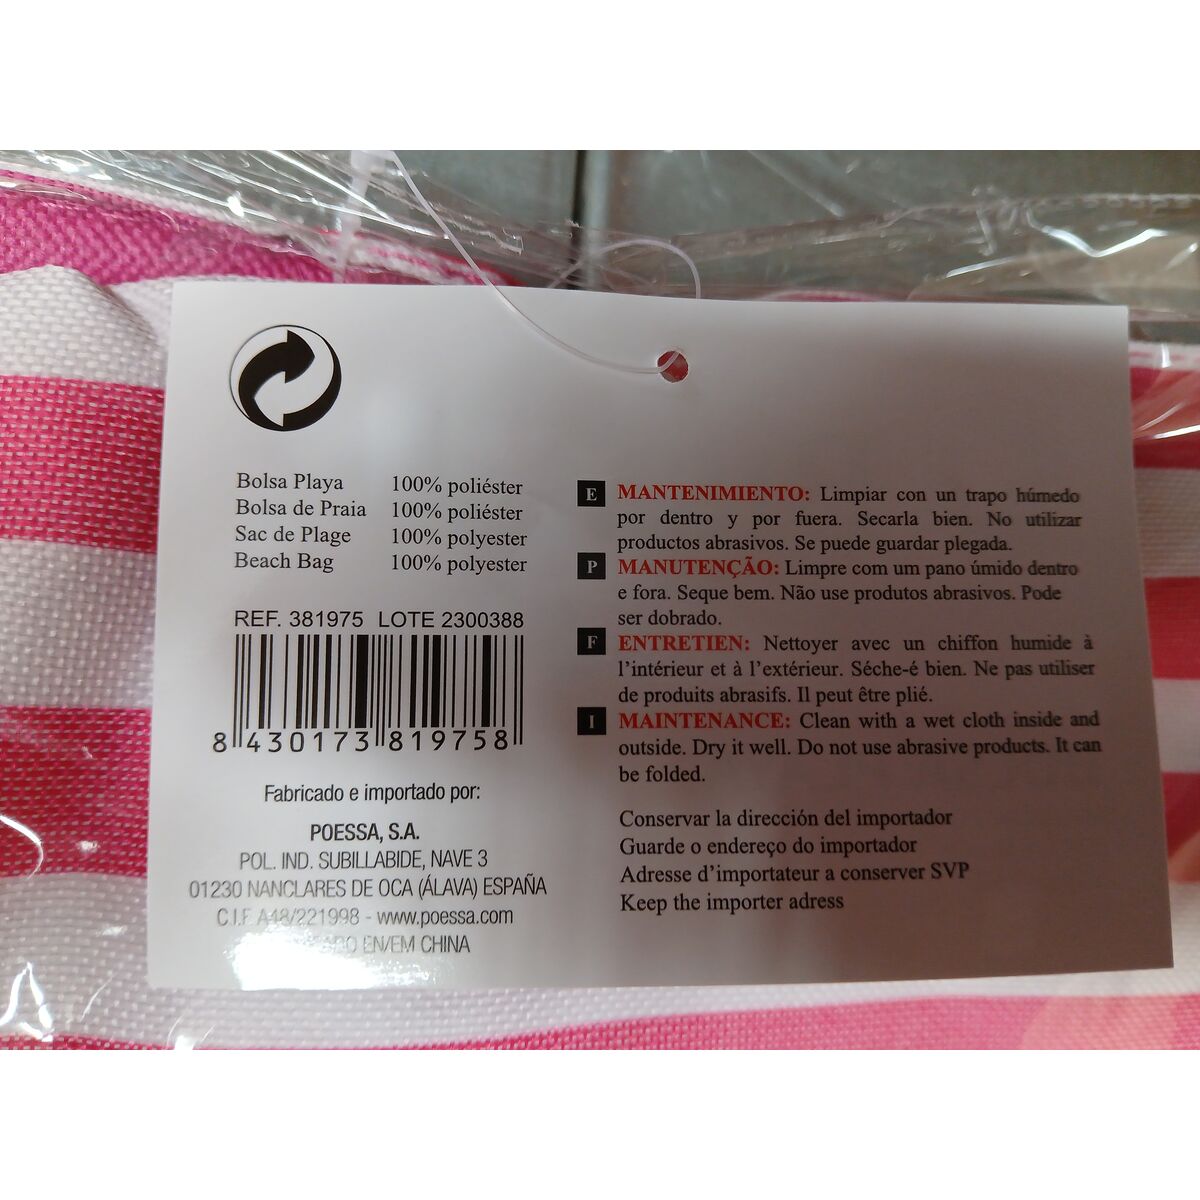 Bolsa Playa 100% poliéster
Bolsa de Praia 100% poliéster
Sac de Plage 100% polyester
Beach Bag 100% polyester
REF. 381975 LOTE 2300388
8 430173 819758
Fabricado e importado por:
POESSA, S.A.
POL. IND. SUBILLABIDE, NAVE 3
01230 NANCLARES DE OCA (ÁLAVA) ESPAÑA
C.I.F. A48/221998 - www.poessa.com
EN/EM CHINA
E MANTENIMIENTO: Limpiar con un trapo húmedo
por dentro y por fuera. Secarla bien. No utilizar
productos abrasivos. Se puede guardar plegada.
P MANUTENÇÃO: Limpre com um pano úmido dentro
e fora. Seque bem. Não use produtos abrasivos. Pode
ser dobrado.
F ENTRETIEN: Nettoyer avec un chiffon humide à
l’intérieur et à l’extérieur. Séche-é bien. Ne pas utiliser
de produits abrasifs. Il peut être plié.
I MAINTENANCE: Clean with a wet cloth inside and
outside. Dry it well. Do not use abrasive products. It can
be folded.
Conservar la dirección del importador
Guarde o endereço do importador
Adresse d’importateur a conserver SVP
Keep the importer adress